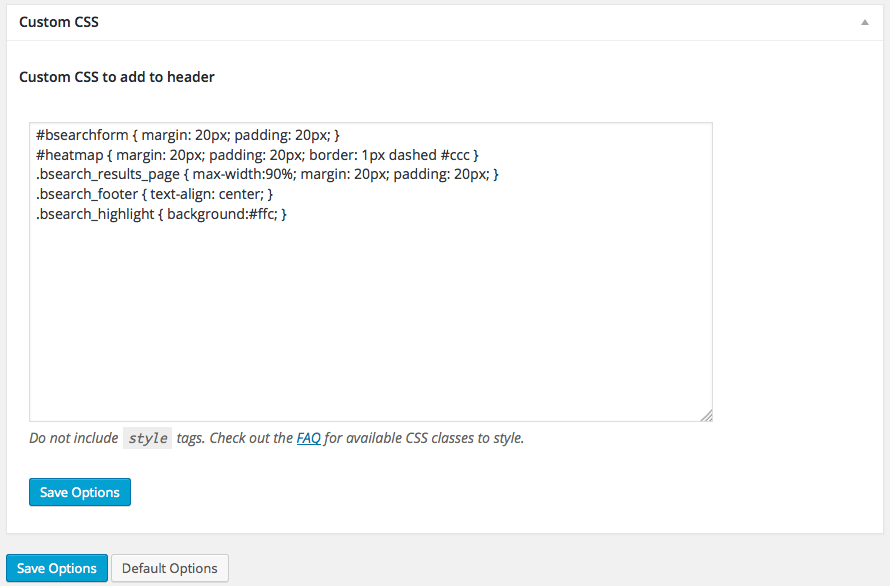 Custom CSS
Custom CSS to add to header
#bsearchform { margin: 20px; padding: 20px; }
#heatmap { margin: 20px; padding: 20px; border: 1px dashed #ccc }
.bsearch_results_page { max-width:90%; margin: 20px; padding: 20px; }
.bsearch_footer { text-align: center; }
.bsearch_highlight { background:#ffc; }
Do not include style tags. Check out the FAQ for available CSS classes to style.
Save Options
Save Options Default Options